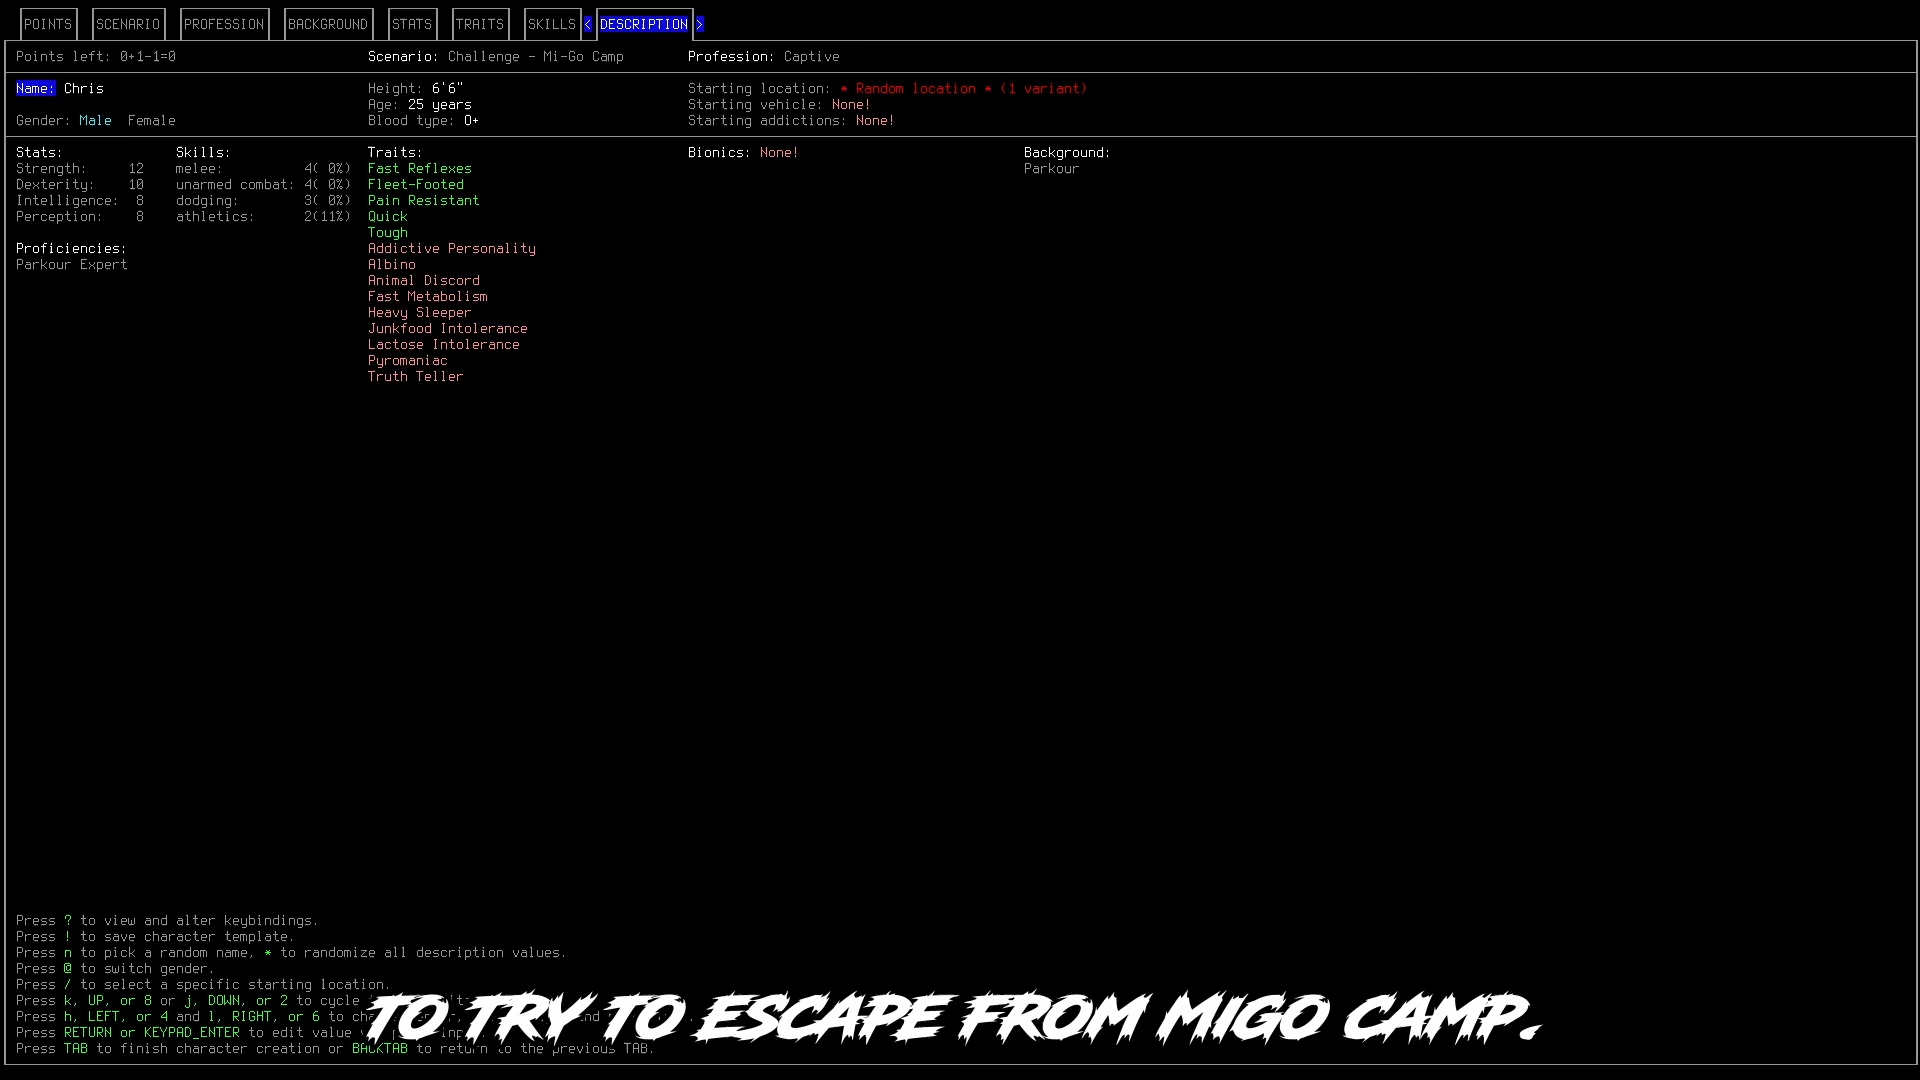 POINTS SCENARIO PROFESSION BACKGROUND STATS TRAITS SKILLS < DESCRIPTION >
Points left: 0+1-1=0 Scenario: Challenge - Mi-Go Camp Profession: Captive
Name: Chris Height: 6'6" Starting location: * Random location * (1 variant)
Age: 25 years Starting vehicle: None!
Gender: Male Female Blood type: O+ Starting addictions: None!
Stats: Skills: Traits: Bionics: None! Background:
Strength: 12 melee: 4( 0%) Fast Reflexes Parkour
Dexterity: 10 unarmed combat: 4( 0%) Fleet-Footed
Intelligence: 8 dodging: 3( 0%) Pain Resistant
Perception: 8 athletics: 2(11%) Quick
Tough
Proficiencies: Addictive Personality
Parkour Expert Albino
Animal Discord
Fast Metabolism
Heavy Sleeper
Junkfood Intolerance
Lactose Intolerance
Pyromaniac
Truth Teller
Press ? to view and alter keybindings.
Press ! to save character template.
Press n to pick a random name, * to randomize all description values.
Press @ to switch gender.
Press / to select a specific starting location.
Press k, UP, or 8 or j, DOWN, or 2 to cycle
Press h, LEFT, or 4 and l, RIGHT, or 6 to
Press RETURN or KEYPAD_ENTER to edit value
Press TAB to finish character creation or BACKTAB to return to the previous TAB.
TO TRY TO ESCAPE FROM MIGO CAMP.